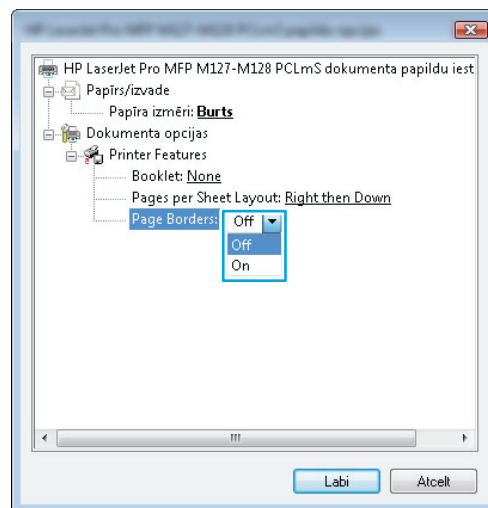 HP LaserJet Pro MFP M127-M128 PCLmS dokumenta papildu iest
Papīrs/izvade
Papīra izmēri: Burts
Dokumenta opcijas
Printer Features
Booklet: None
Pages per Sheet Layout: Right then Down
Page Borders: Off
Off
On
Labi Atcelt